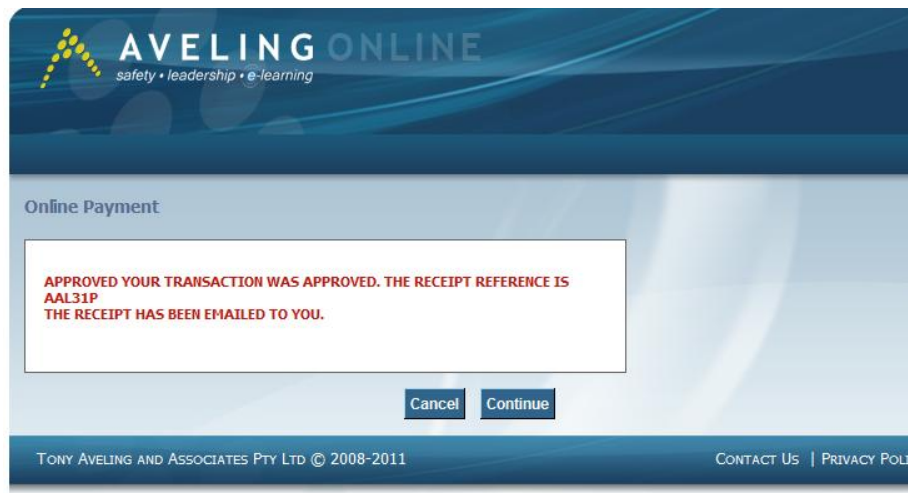 AVELING ONLINE
safety • leadership • e-learning
Online Payment
APPROVED YOUR TRANSACTION WAS APPROVED. THE RECEIPT REFERENCE IS
AAL31P
THE RECEIPT HAS BEEN EMAILED TO YOU.
Cancel Continue
TONY AVELING AND ASSOCIATES PTY LTD © 2008-2011 CONTACT US | PRIVACY POLI